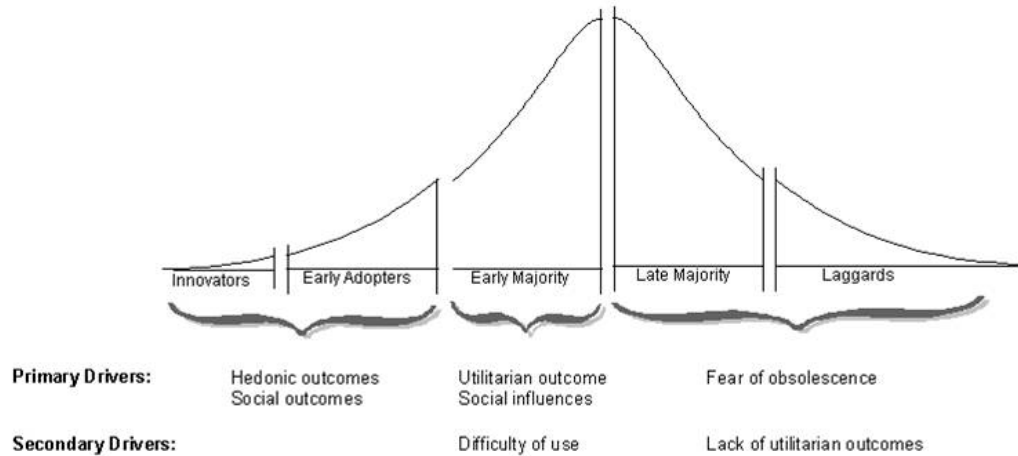 Innovators Early Adopters Early Majority Late Majority Laggards
Primary Drivers: Hedonic outcomes Utilitarian outcome Fear of obsolescence
Social outcomes Social influences
Secondary Drivers: Difficulty of use Lack of utilitarian outcomes